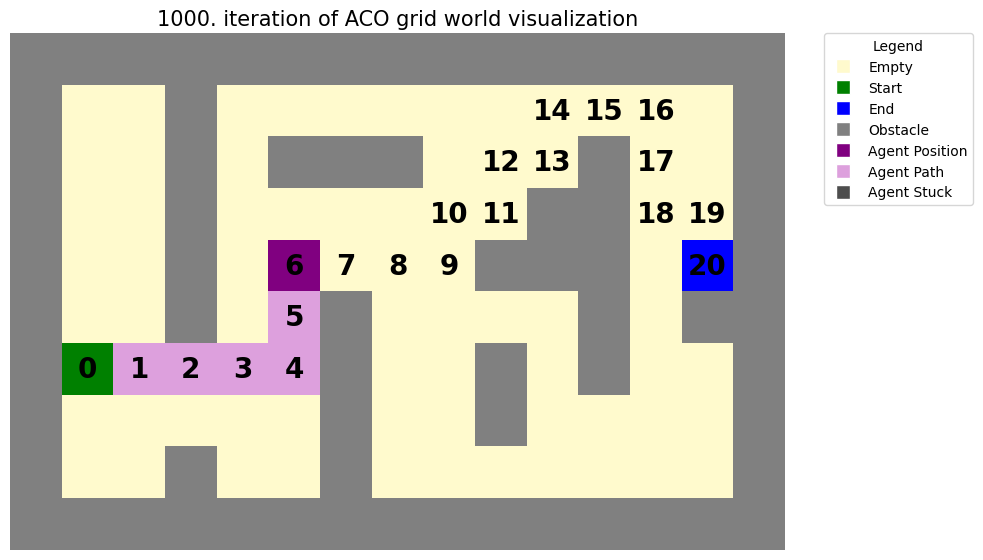 1000. iteration of ACO grid world visualization
Legend
Empty
Start
End
Obstacle
Agent Position
Agent Path
Agent Stuck
14 15 16
12 13 17
10 11 18 19
6 7 8 9 20
5
0 1 2 3 4